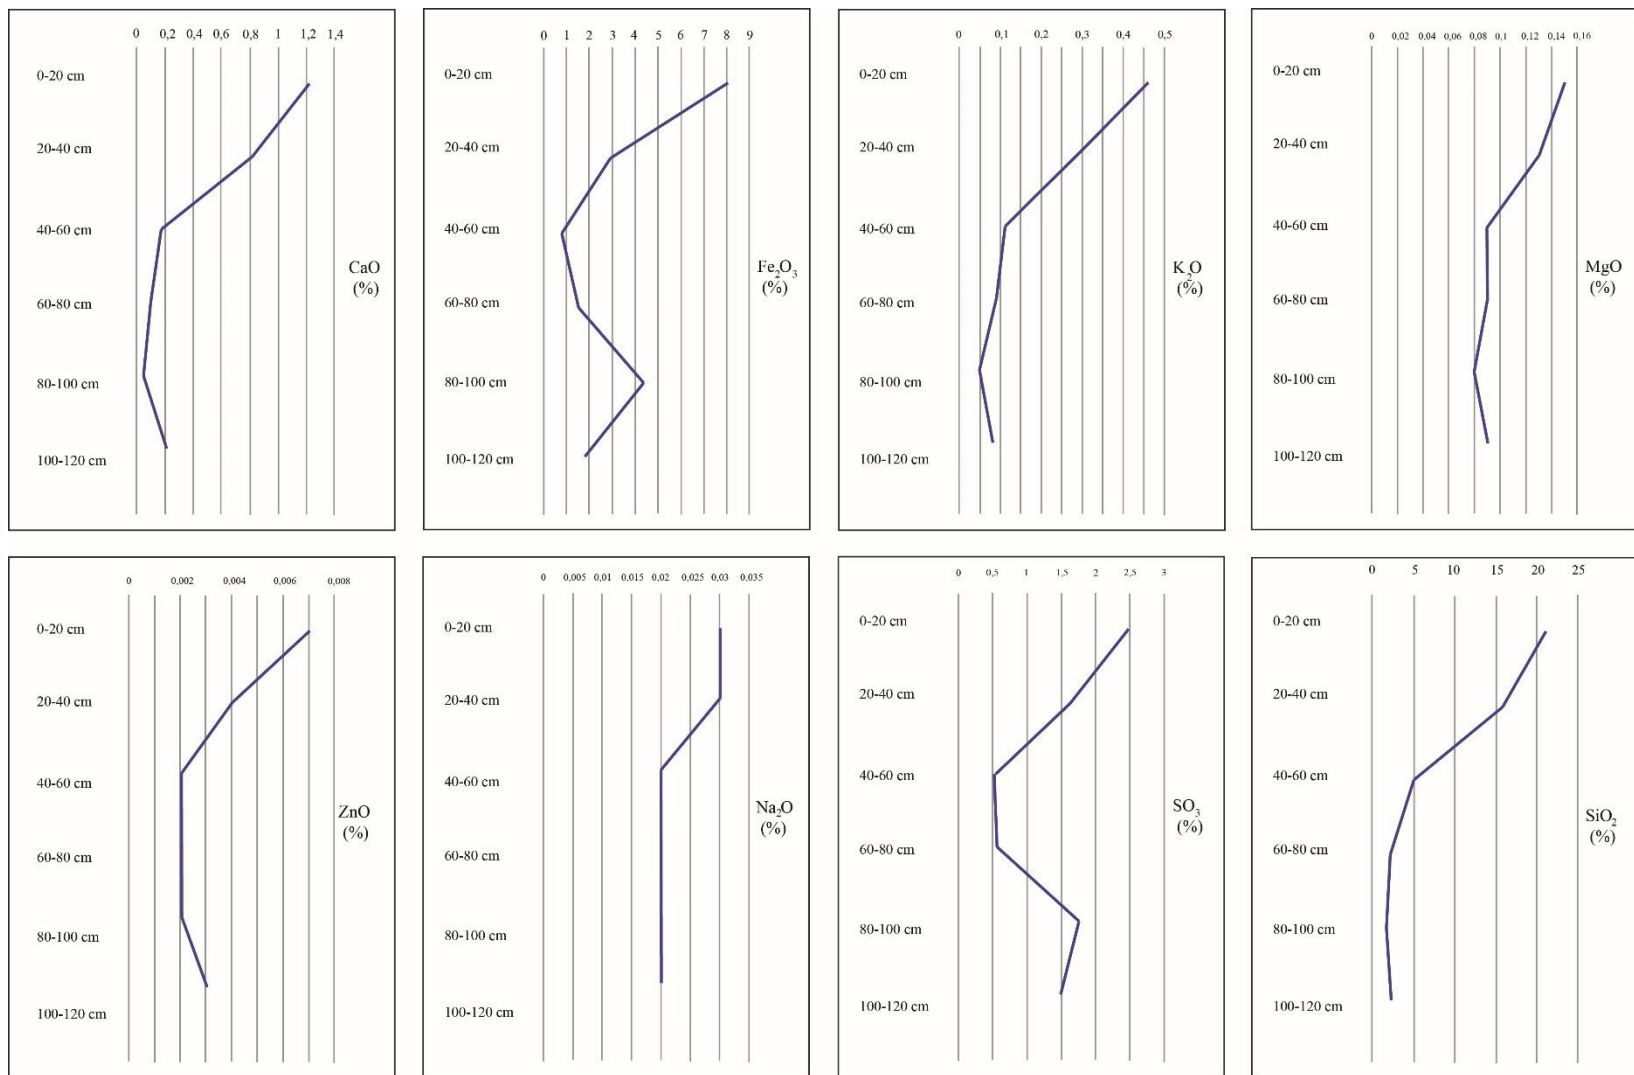 0 0,2 0,4 0,6 0,8 1 1,2 1,4
0-20 cm
20-40 cm
40-60 cm
60-80 cm
80-100 cm
100-120 cm
CaO
(%)
0 1 2 3 4 5 6 7 8 9
0-20 cm
20-40 cm
40-60 cm
60-80 cm
80-100 cm
100-120 cm
Fe₂O₃
(%)
0 0,1 0,2 0,3 0,4 0,5
0-20 cm
20-40 cm
40-60 cm
60-80 cm
80-100 cm
100-120 cm
K₂O
(%)
0 0,02 0,04 0,06 0,08 0,1 0,12 0,14 0,16
0-20 cm
20-40 cm
40-60 cm
60-80 cm
80-100 cm
100-120 cm
MgO
(%)
0 0,002 0,004 0,006 0,008
0-20 cm
20-40 cm
40-60 cm
60-80 cm
80-100 cm
100-120 cm
ZnO
(%)
0 0,005 0,01 0,015 0,02 0,025 0,03 0,035
0-20 cm
20-40 cm
40-60 cm
60-80 cm
80-100 cm
100-120 cm
Na₂O
(%)
0 0,5 1 1,5 2 2,5 3
0-20 cm
20-40 cm
40-60 cm
60-80 cm
80-100 cm
100-120 cm
SO₃
(%)
0 5 10 15 20 25
0-20 cm
20-40 cm
40-60 cm
60-80 cm
80-100 cm
100-120 cm
SiO₂
(%)